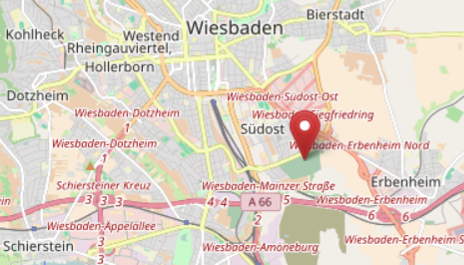 Bierstadt
Wiesbaden
Kohlheck
Westend
Rheingauviertel,
Hollerborn
Dotzheim
Wiesbaden-Südost-Ost
Wiesbaden-Dotzheim
Wiesbaden-Siegfriedring
Südost
Wiesbaden-Dotzheim
Wiesbaden-Erbenheim Nord
Schiersteiner Kreuz
Wiesbaden-Mainzer Straße
Erbenheim
3 3 3
4 4
A 66
5
6
Wiesbaden-Erbenheim
6
2
Wiesbaden-Appelallee
Schierstein
Wiesbaden-Amöneburg
Wiesbaden-Erbenheim S
1
1
2